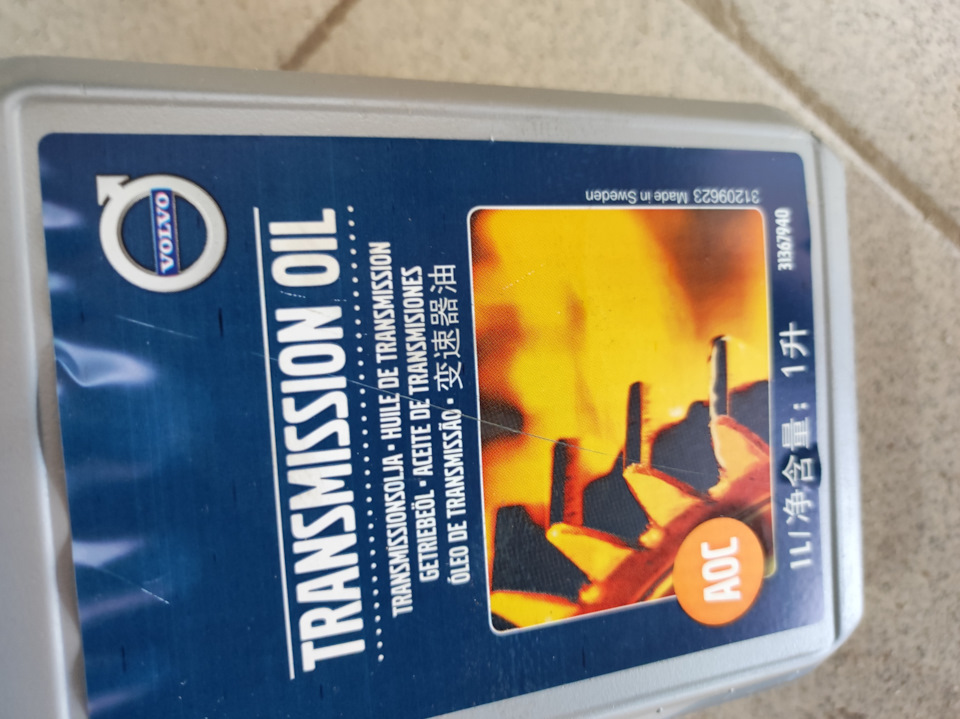 VOLVO
TRANSMISSION OIL
TRANSMISSIONSOLJA • HUILE DE TRANSMISSION
GETRIEBEÖL • ACEITE DE TRANSMISIONES
ÓLEO DE TRANSMISSÃO • 变速器油
31209623 Made in Sweden
AOC
1L/净含量: 1升
31367940